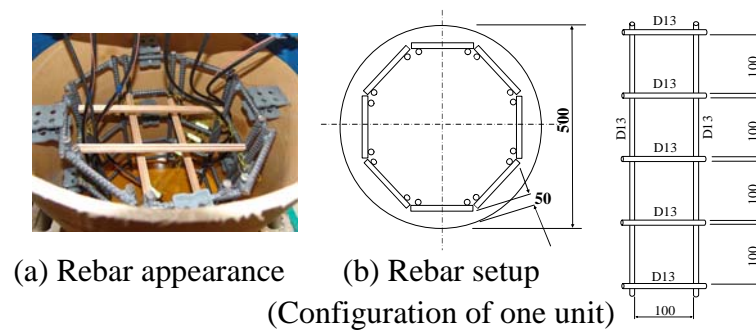 500
50
D13
D13
D13
D13
D13
D13
D13
100
100
100
100
100
(a) Rebar appearance
(b) Rebar setup
(Configuration of one unit)